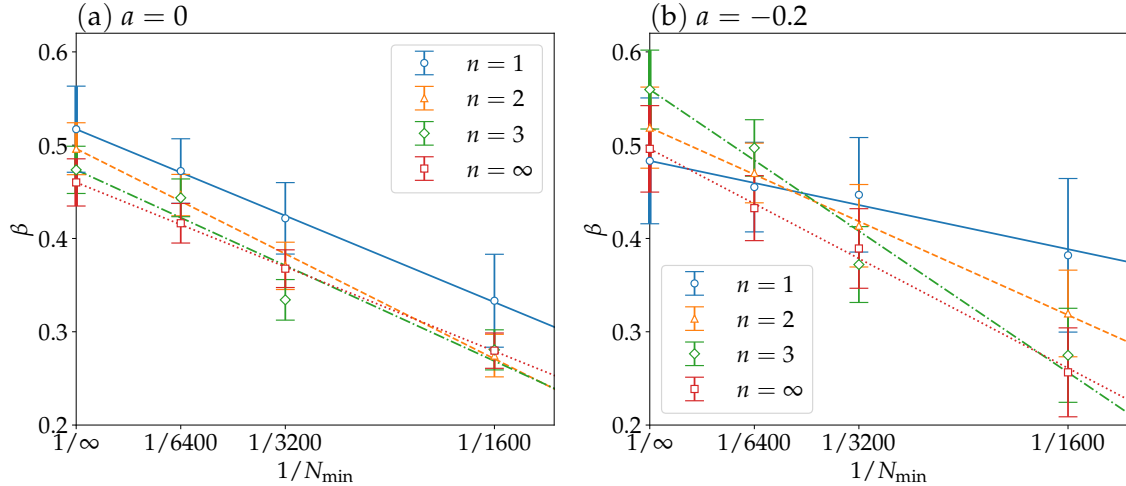 (a) a = 0
0.6
0.5
0.4
0.3
0.2
β
n = 1
n = 2
n = 3
n = ∞
1/∞
1/6400
1/3200
1/1600
1/N_min
(b) a = −0.2
0.6
0.5
0.4
0.3
0.2
β
n = 1
n = 2
n = 3
n = ∞
1/∞
1/6400
1/3200
1/1600
1/N_min